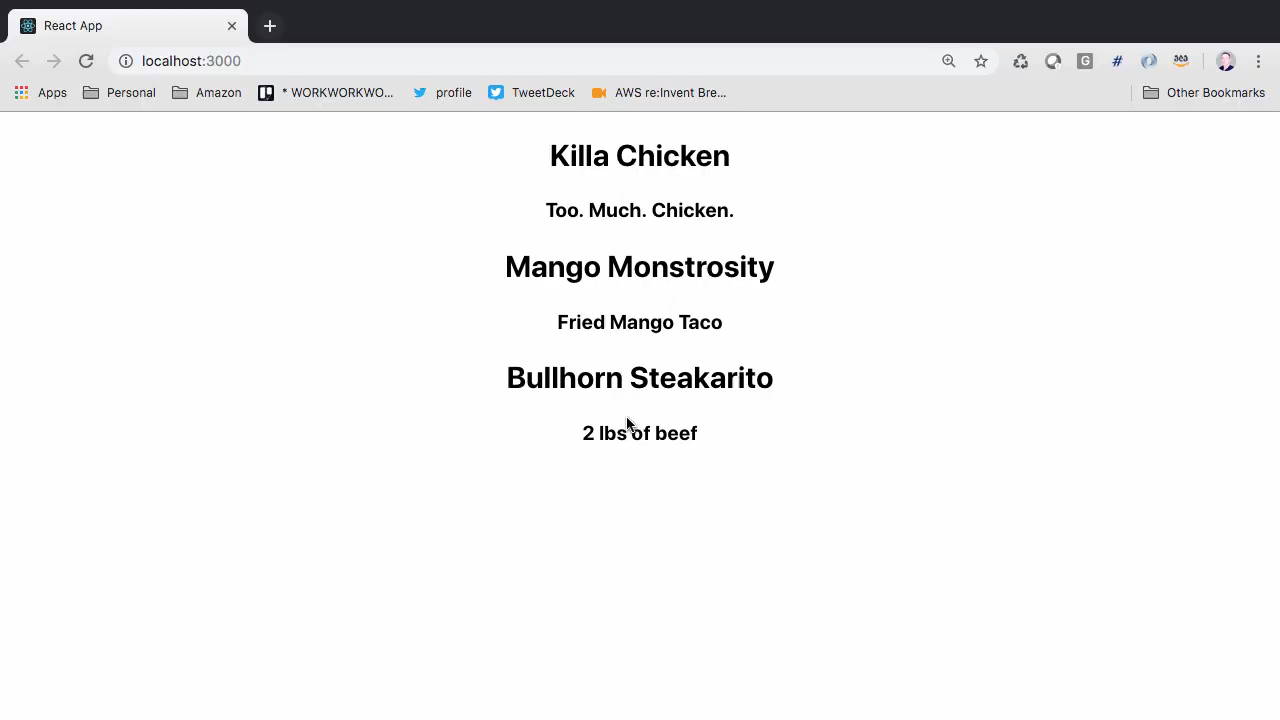 React App
localhost:3000
Apps
Personal
Amazon
* WORKWORKWO...
profile
TweetDeck
AWS re:Invent Bre...
Other Bookmarks
Killa Chicken
Too. Much. Chicken.
Mango Monstrosity
Fried Mango Taco
Bullhorn Steakarito
2 lbs of beef